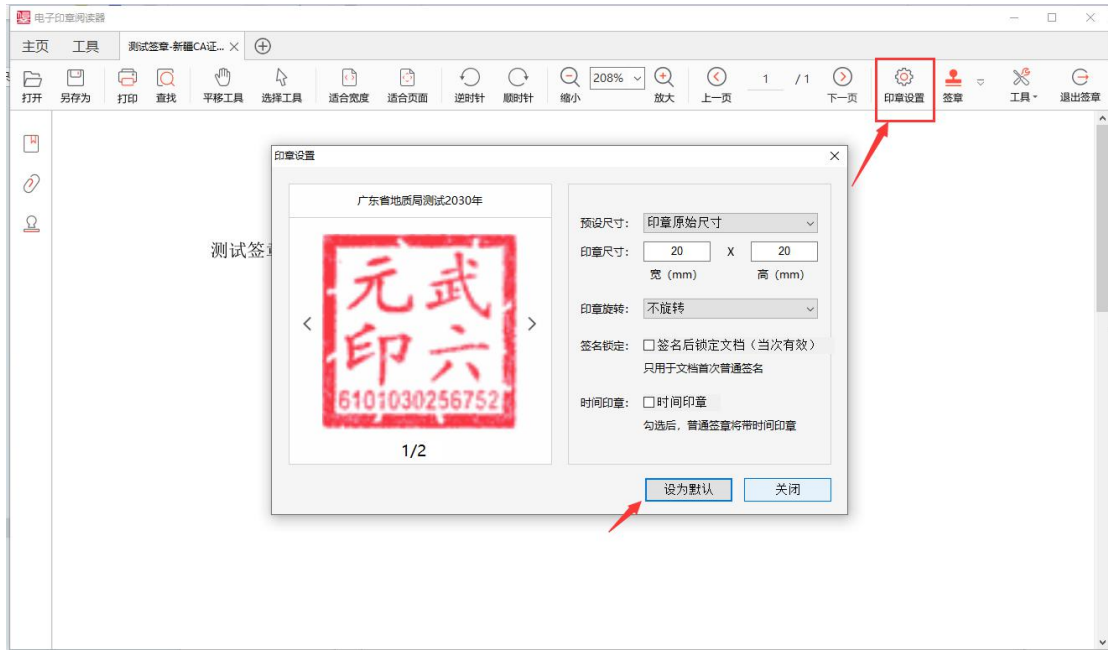 电子印章阅读器
主页 工具 测试签章-新疆CA证...
打开 另存为 打印 查找 平移工具 选择工具 适合宽度 适合页面 逆时针 顺时针 缩小 208% 放大 上一页 1 / 1 下一页 印章设置 签章 工具 退出签章
测试签章
印章设置
广东省地质局测试2030年
元武
印六
6101030256752
1/2
预设尺寸： 印章原始尺寸
印章尺寸： 20 X 20
宽（mm） 高（mm）
印章旋转： 不旋转
签名锁定： 签名后锁定文档（当次有效）
只用于文档首次普通签名
时间印章： 时间印章
勾选后，普通签章将带时间印章
设为默认 关闭